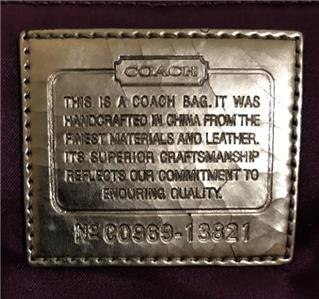 COACH
THIS IS A COACH BAG. IT WAS
HANDCRAFTED IN CHINA FROM THE
FINEST MATERIALS AND LEATHER.
ITS SUPERIOR CRAFTSMANSHIP
REFLECTS OUR COMMITMENT TO
ENDURING QUALITY.
Nº C0969-13821